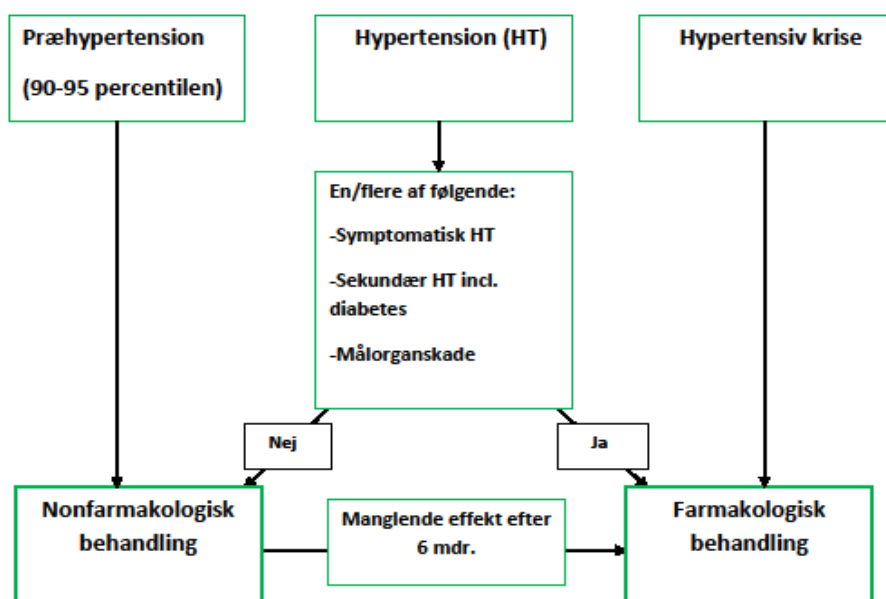 Præhypertension
(90-95 percentilen)
Hypertension (HT)
Hypertensiv krise
En/flere af følgende:
-Symptomatisk HT
-Sekundær HT incl.
diabetes
-Målorganskade
Nej
Ja
Nonfarmakologisk
behandling
Manglende effekt efter
6 mdr.
Farmakologisk
behandling